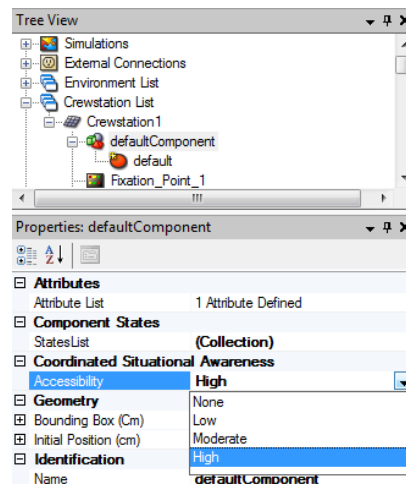 Tree View
Simulations
External Connections
Environment List
Crewstation List
Crewstation1
defaultComponent
default
Fixation_Point_1
Properties: defaultComponent
Attributes
Attribute List 1 Attribute Defined
Component States
StatesList (Collection)
Coordinated Situational Awareness
Accessibility High
Geometry None
Bounding Box (Cm) Low
Initial Position (cm) Moderate
Identification High
Name defaultComponent